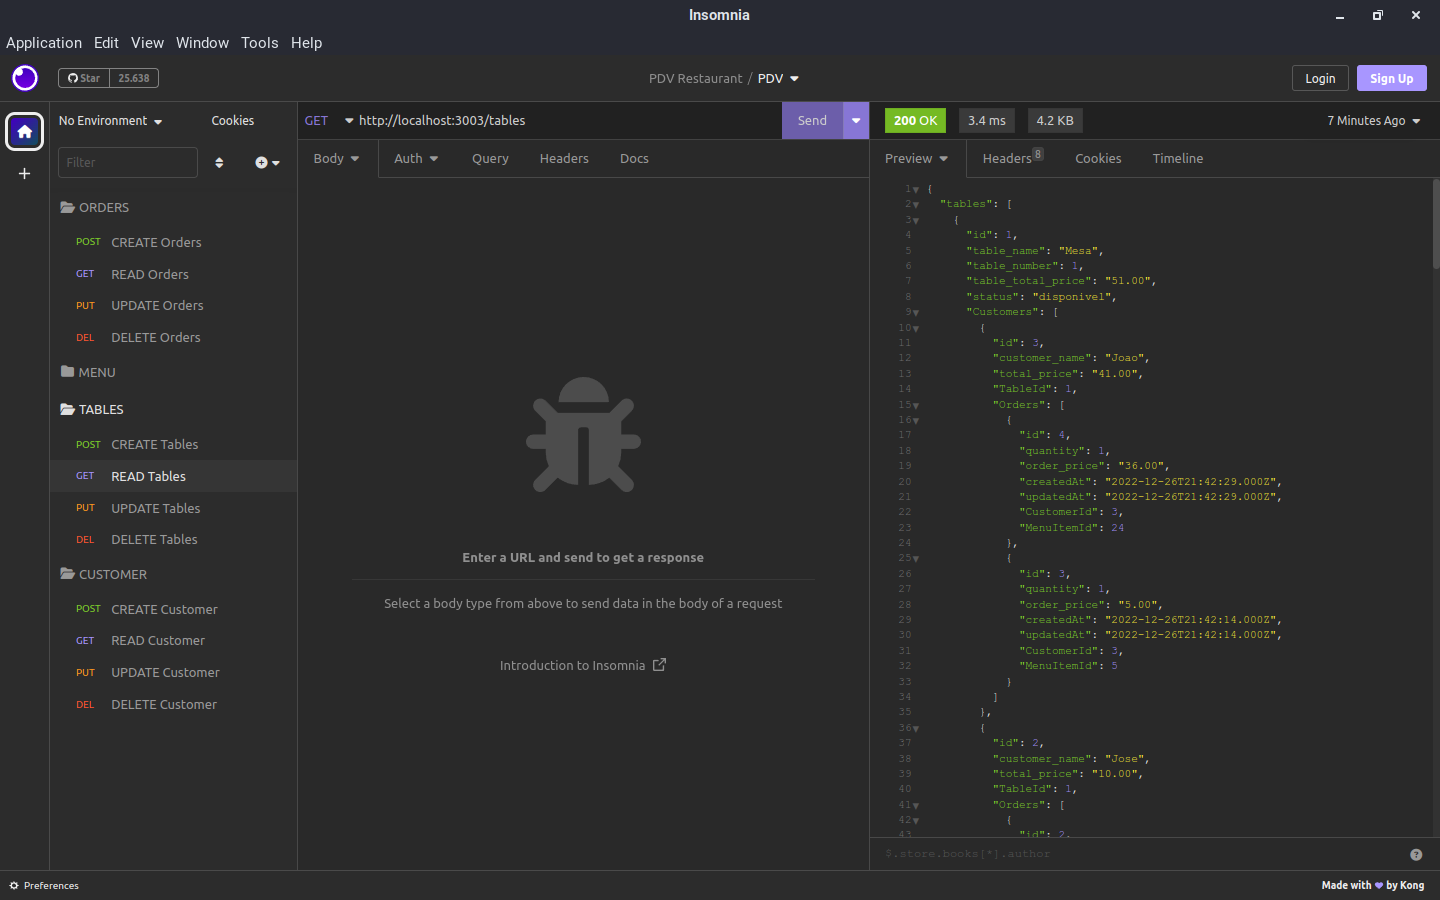 Insomnia
Application Edit View Window Tools Help
Star 25.638
PDV Restaurant / PDV
Login
Sign Up
No Environment
Cookies
Filter
ORDERS
POST CREATE Orders
GET READ Orders
PUT UPDATE Orders
DEL DELETE Orders
MENU
TABLES
POST CREATE Tables
GET READ Tables
PUT UPDATE Tables
DEL DELETE Tables
CUSTOMER
POST CREATE Customer
GET READ Customer
PUT UPDATE Customer
DEL DELETE Customer
GET http://localhost:3003/tables Send
Body Auth Query Headers Docs
Enter a URL and send to get a response
Select a body type from above to send data in the body of a request
Introduction to Insomnia
200 OK 3.4 ms 4.2 KB 7 Minutes Ago
Preview Headers 8 Cookies Timeline
1 {
2 "tables": [
3 {
4 "id": 1,
5 "table_name": "Mesa",
6 "table_number": 1,
7 "table_total_price": "51.00",
8 "status": "disponivel",
9 "Customers": [
10 {
11 "id": 3,
12 "customer_name": "Joao",
13 "total_price": "41.00",
14 "TableId": 1,
15 "Orders": [
16 {
17 "id": 4,
18 "quantity": 1,
19 "order_price": "36.00",
20 "createdAt": "2022-12-26T21:42:29.000Z",
21 "updatedAt": "2022-12-26T21:42:29.000Z",
22 "CustomerId": 3,
23 "MenuItemId": 24
24 },
25 {
26 "id": 3,
27 "quantity": 1,
28 "order_price": "5.00",
29 "createdAt": "2022-12-26T21:42:14.000Z",
30 "updatedAt": "2022-12-26T21:42:14.000Z",
31 "CustomerId": 3,
32 "MenuItemId": 5
33 }
34 ]
35 },
36 {
37 "id": 2,
38 "customer_name": "Jose",
39 "total_price": "10.00",
40 "TableId": 1,
41 "Orders": [
42 {
43 "id": 2,
$.store.books[*].author
Preferences
Made with ❤ by Kong